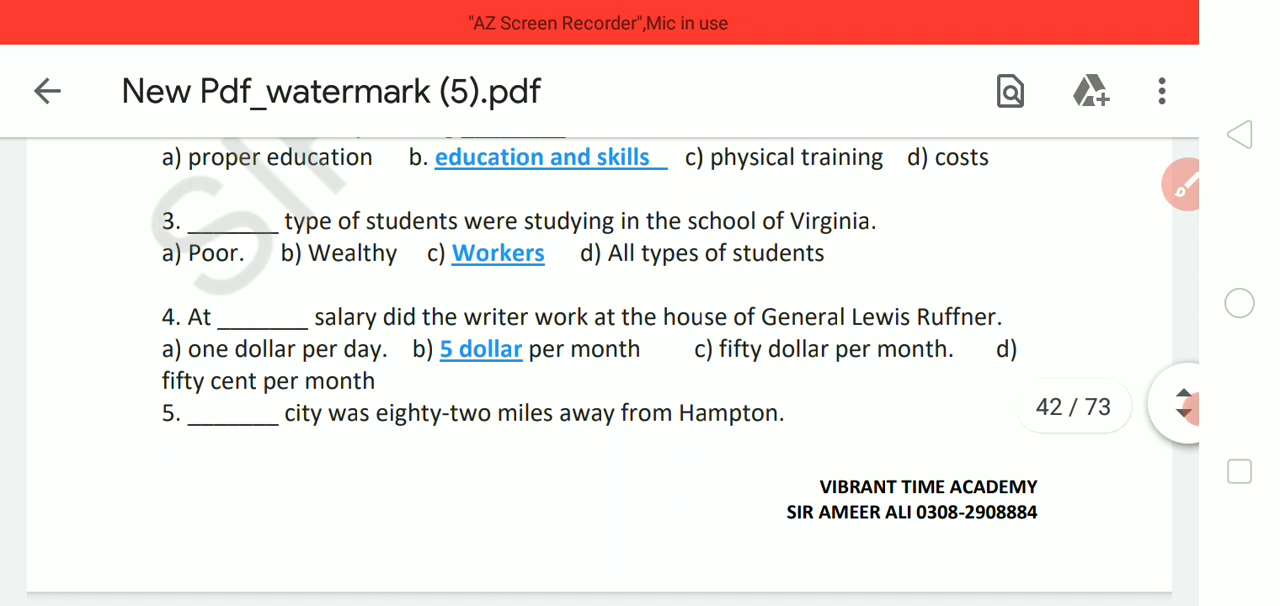 "AZ Screen Recorder",Mic in use
New Pdf_watermark (5).pdf
a) proper education b. education and skills c) physical training d) costs
3. _______ type of students were studying in the school of Virginia.
a) Poor. b) Wealthy c) Workers d) All types of students
4. At _______ salary did the writer work at the house of General Lewis Ruffner.
a) one dollar per day. b) 5 dollar per month c) fifty dollar per month. d)
fifty cent per month
5. _______ city was eighty-two miles away from Hampton.
42 / 73
VIBRANT TIME ACADEMY
SIR AMEER ALI 0308-2908884